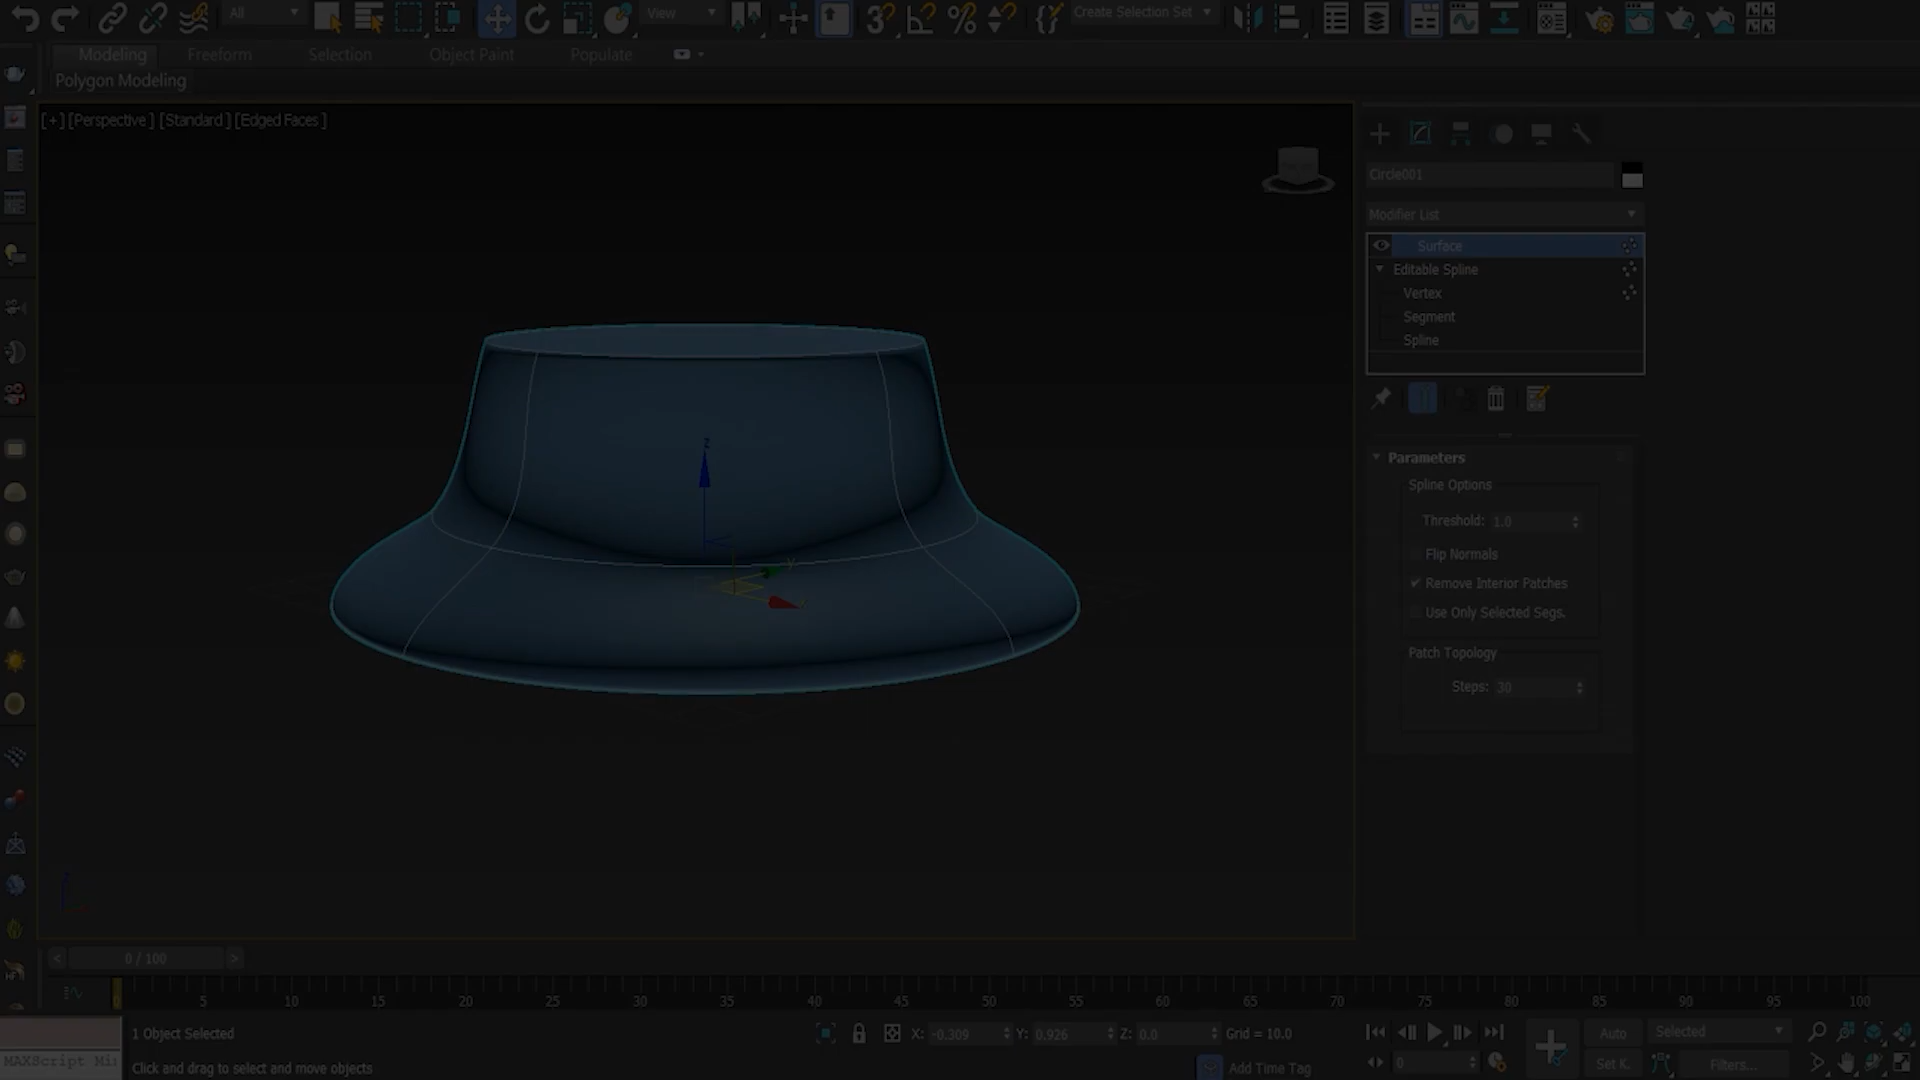 All
View
Create Selection Set
Modeling
Freeform
Selection
Object Paint
Populate
Polygon Modeling
[+] [Perspective] [Standard] [Edged Faces]
Circle001
Modifier List
Surface
Editable Spline
Vertex
Segment
Spline
Parameters
Spline Options
Threshold: 1.0
Flip Normals
Remove Interior Patches
Use Only Selected Segs.
Patch Topology
Steps: 30
z
y
0 / 100
0 5 10 15 20 25 30 35 40 45 50 55 60 65 70 75 80 85 90 95 100
1 Object Selected
X: -0.309 Y: 0.926 Z: 0.0 Grid = 10.0
Auto
Selected
MAXScript Mi
Click and drag to select and move objects
Add Time Tag
0
Set K.
Filters...